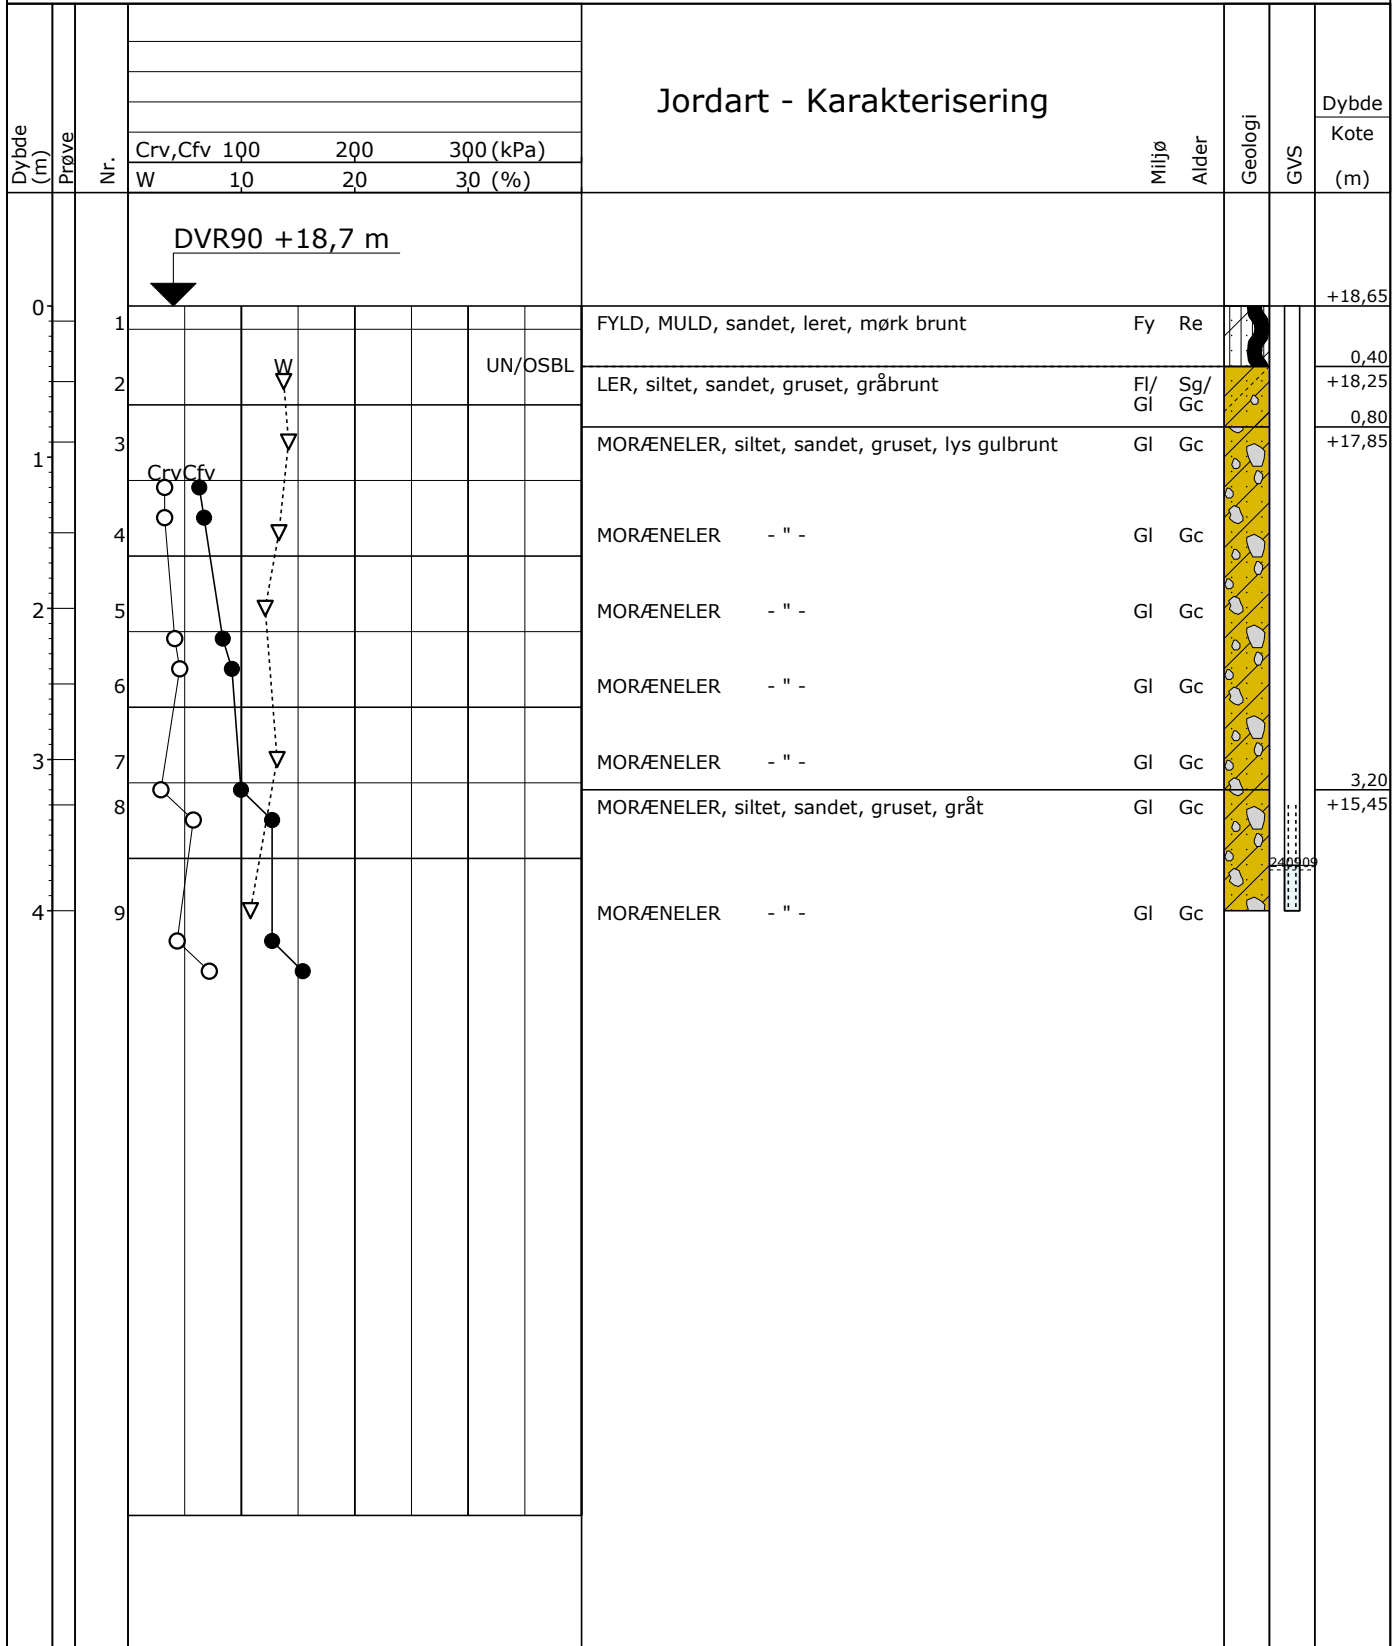 Jordart - Karakterisering
Dybde (m)
Prøve
Nr.
Crv,Cfv 100 200 300 (kPa)
W 10 20 30 (%)
Miljø
Alder
Geologi
GVS
Dybde
Kote
(m)
DVR90 +18,7 m
0 +18,65
1 FYLD, MULD, sandet, leret, mørk brunt Fy Re
0,40
W UN/OSBL
2 LER, siltet, sandet, gruset, gråbrunt Fl/ Sg/ +18,25
Gl Gc
0,80
3 MORÆNELER, siltet, sandet, gruset, lys gulbrunt Gl Gc +17,85
1
Crv Cfv
4 MORÆNELER - " - Gl Gc
2 5 MORÆNELER - " - Gl Gc
6 MORÆNELER - " - Gl Gc
3 7 MORÆNELER - " - Gl Gc
3,20
8 MORÆNELER, siltet, sandet, gruset, gråt Gl Gc +15,45
240909
4 9 MORÆNELER - " - Gl Gc